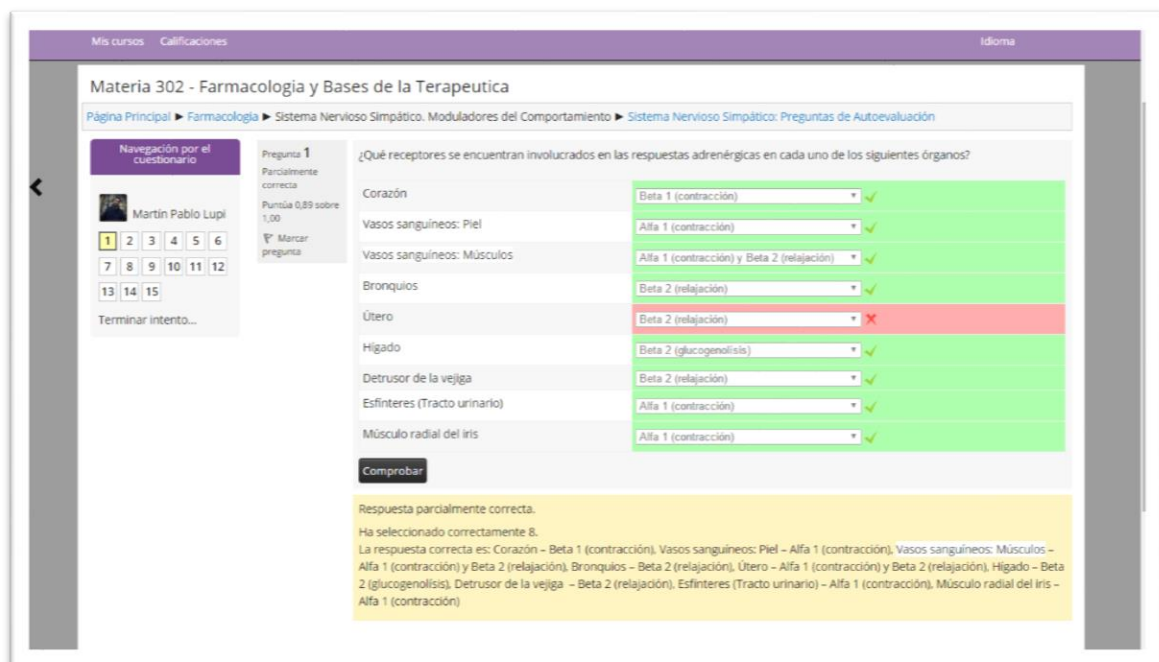 Mis cursos Calificaciones Idioma
Materia 302 - Farmacologia y Bases de la Terapeutica
Página Principal ► Farmacología ► Sistema Nervioso Simpático. Moduladores del Comportamiento ► Sistema Nervioso Simpático: Preguntas de Autoevaluación
Navegación por el
cuestionario
Martín Pablo Lupi
1 2 3 4 5 6
7 8 9 10 11 12
13 14 15
Terminar intento...
Pregunta 1
Parcialmente
correcta
Puntúa 0,89 sobre
1,00
Marcar
pregunta
¿Qué receptores se encuentran involucrados en las respuestas adrenérgicas en cada uno de los siguientes órganos?
Corazón Beta 1 (contracción)
Vasos sanguíneos: Piel Alfa 1 (contracción)
Vasos sanguíneos: Músculos Alfa 1 (contracción) y Beta 2 (relajación)
Bronquios Beta 2 (relajación)
Útero Beta 2 (relajación)
Hígado Beta 2 (glucogenolísis)
Detrusor de la vejiga Beta 2 (relajación)
Esfínteres (Tracto urinario) Alfa 1 (contracción)
Músculo radial del iris Alfa 1 (contracción)
Comprobar
Respuesta parcialmente correcta.
Ha seleccionado correctamente 8.
La respuesta correcta es: Corazón – Beta 1 (contracción), Vasos sanguíneos: Piel – Alfa 1 (contracción), Vasos sanguíneos: Músculos –
Alfa 1 (contracción) y Beta 2 (relajación), Bronquios – Beta 2 (relajación), Útero – Alfa 1 (contracción) y Beta 2 (relajación), Hígado – Beta
2 (glucogenolísis), Detrusor de la vejiga – Beta 2 (relajación), Esfínteres (Tracto urinario) – Alfa 1 (contracción), Músculo radial del iris –
Alfa 1 (contracción)